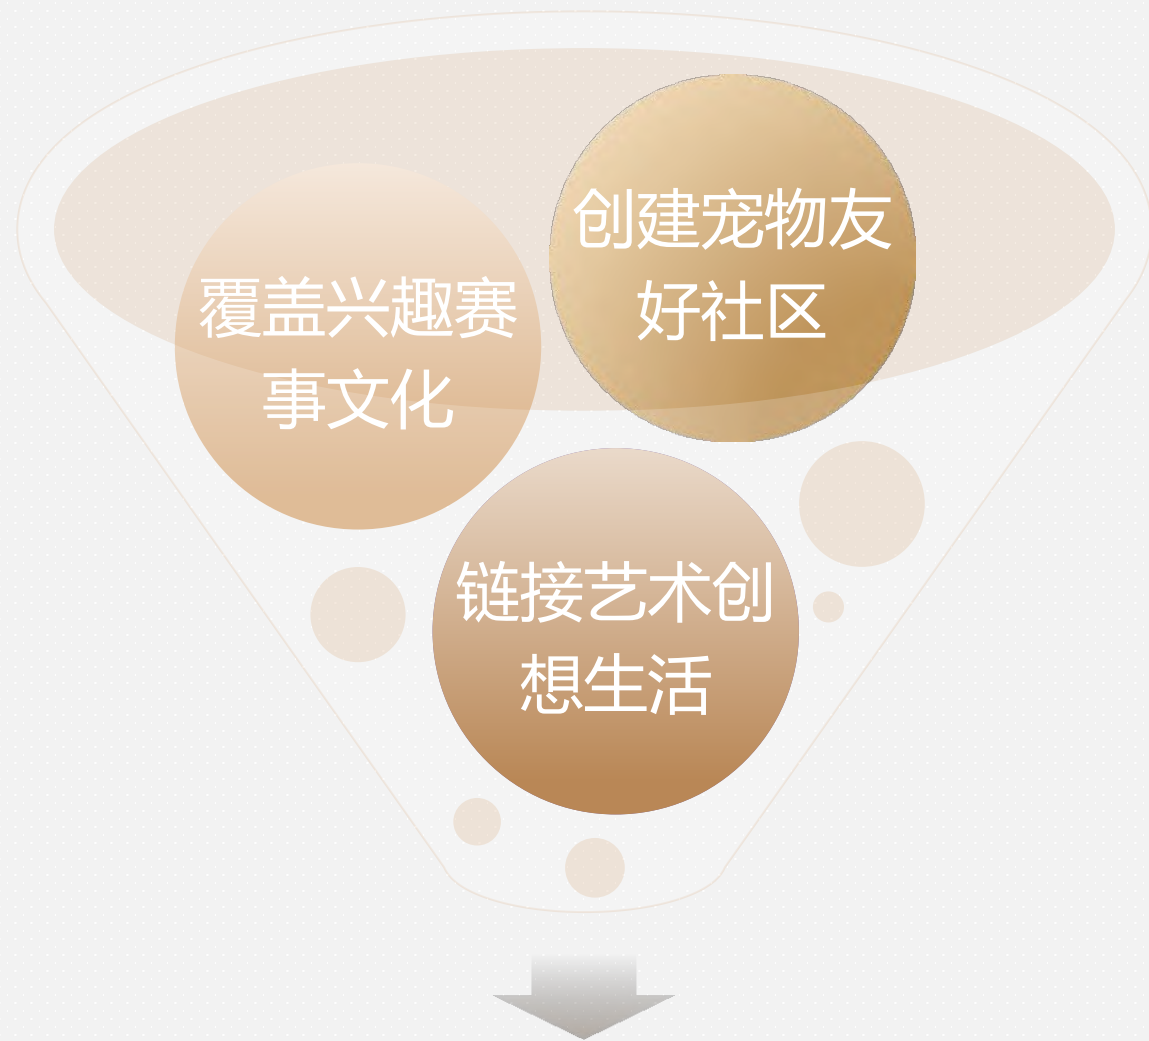 创建宠物友
好社区
覆盖兴趣赛
事文化
链接艺术创
想生活